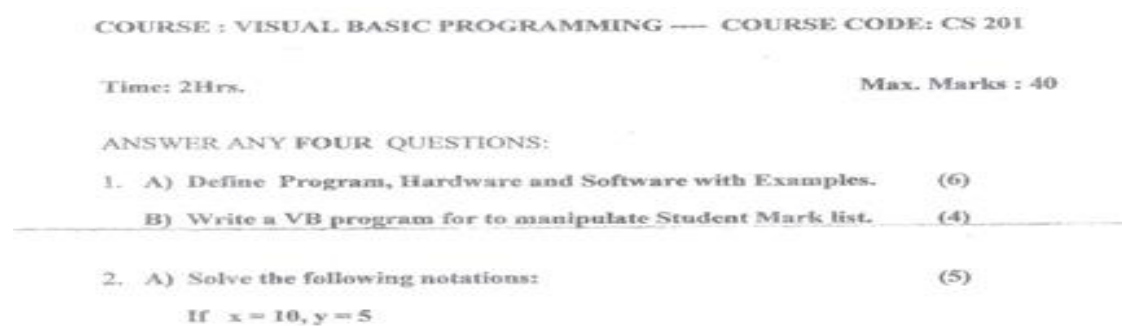 COURSE : VISUAL BASIC PROGRAMMING ---- COURSE CODE: CS 201
Time: 2Hrs. Max. Marks : 40
ANSWER ANY FOUR QUESTIONS:
1. A) Define Program, Hardware and Software with Examples. (6)
B) Write a VB program for to manipulate Student Mark list. (4)
2. A) Solve the following notations: (5)
If x = 10, y = 5